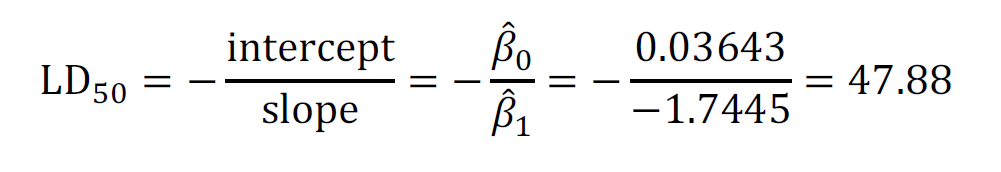 LD₅₀ = − intercept/slope = − β̂₀/β̂₁ = − 0.03643/−1.7445 = 47.88